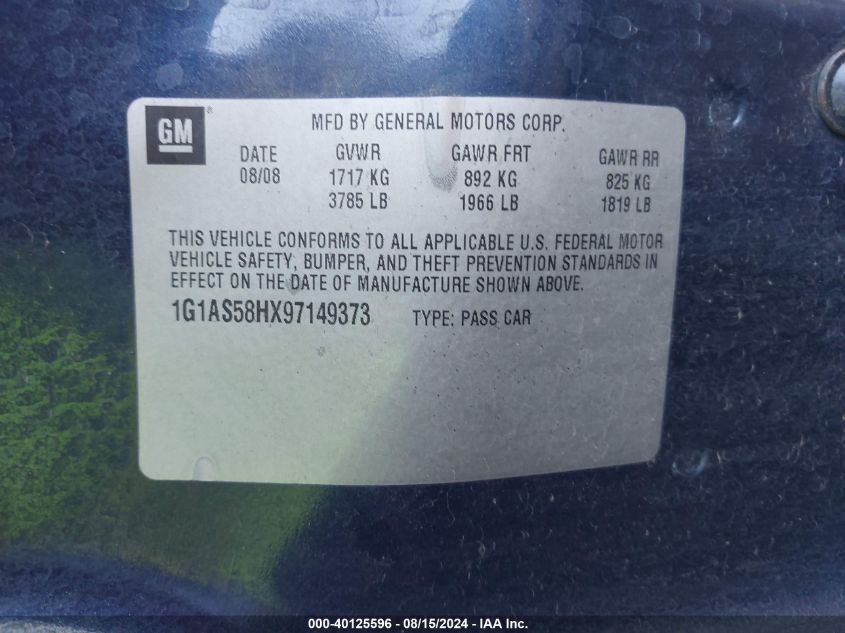 GM ®
MFD BY GENERAL MOTORS CORP.
DATE GVWR GAWR FRT GAWR RR
08/08 1717 KG 892 KG 825 KG
3785 LB 1966 LB 1819 LB
THIS VEHICLE CONFORMS TO ALL APPLICABLE U.S. FEDERAL MOTOR
VEHICLE SAFETY, BUMPER, AND THEFT PREVENTION STANDARDS IN
EFFECT ON THE DATE OF MANUFACTURE SHOWN ABOVE.
1G1AS58HX97149373 TYPE: PASS CAR
000-40125596 - 08/15/2024 - IAA Inc.